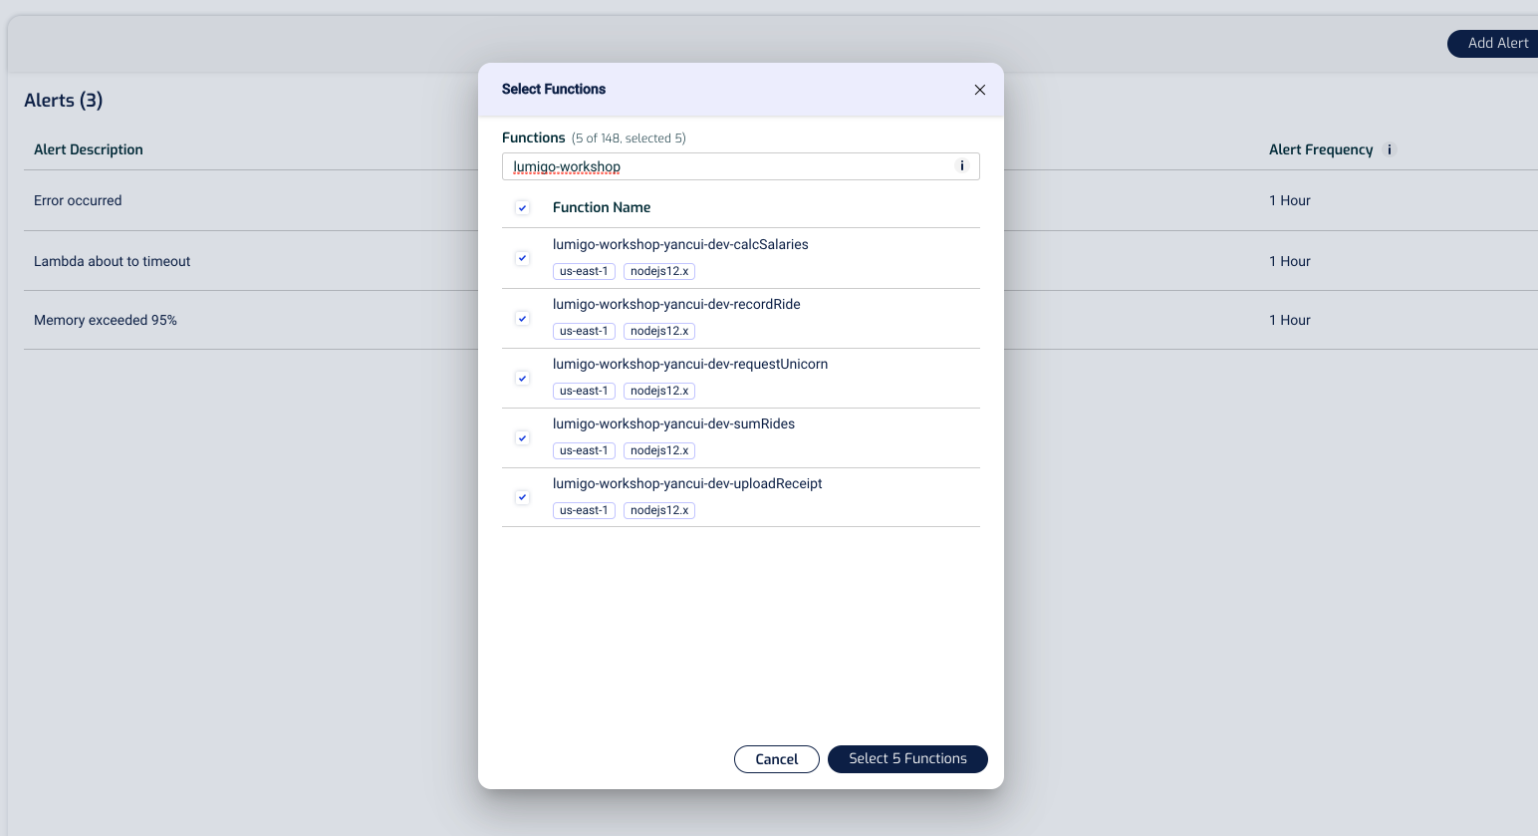 Add Alert
Alerts (3)
Alert Description
Alert Frequency i
Error occurred
1 Hour
Lambda about to timeout
1 Hour
Memory exceeded 95%
1 Hour
Select Functions
Functions (5 of 148, selected 5)
lumigo-workshop i
Function Name
lumigo-workshop-yancui-dev-calcSalaries
us-east-1 nodejs12.x
lumigo-workshop-yancui-dev-recordRide
us-east-1 nodejs12.x
lumigo-workshop-yancui-dev-requestUnicorn
us-east-1 nodejs12.x
lumigo-workshop-yancui-dev-sumRides
us-east-1 nodejs12.x
lumigo-workshop-yancui-dev-uploadReceipt
us-east-1 nodejs12.x
Cancel Select 5 Functions